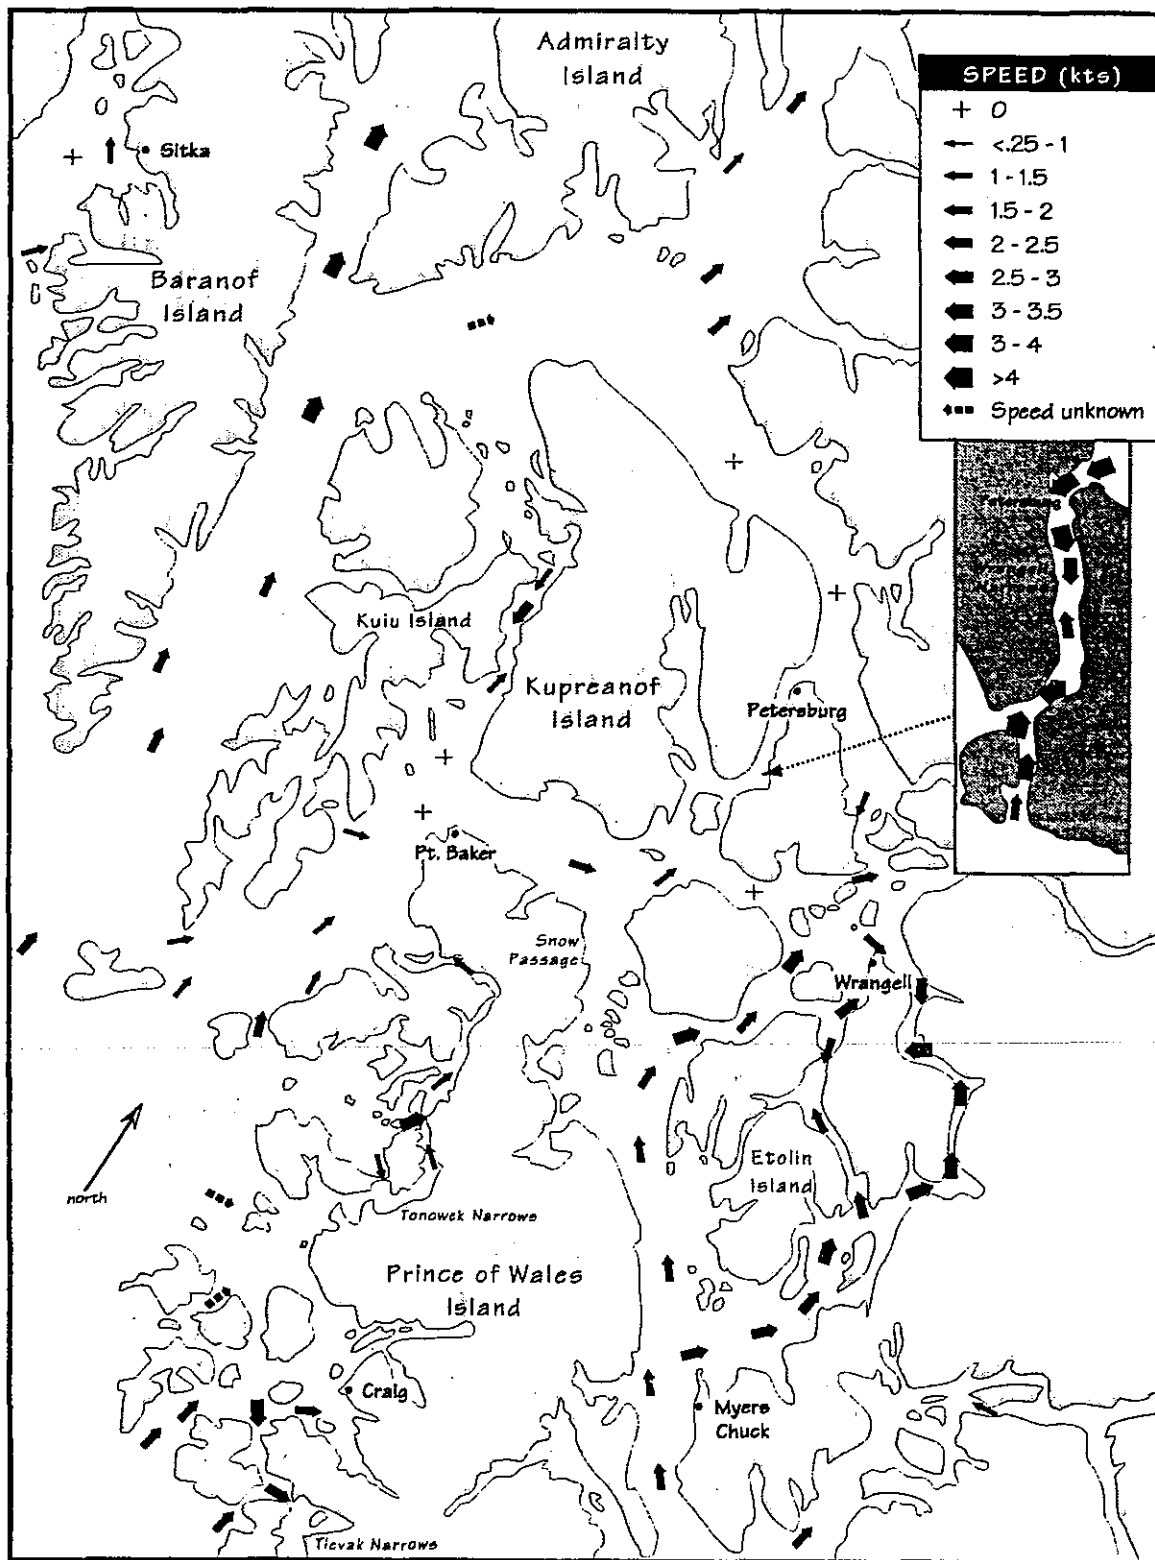 Admiralty
Island
SPEED (kts)
0
<.25 - 1
1 - 1.5
1.5 - 2
2 - 2.5
2.5 - 3
3 - 3.5
3 - 4
>4
Speed unknown
Sitka
Baranof
Island
Petersburg
Kuiu Island
Kupreanof
Island
Petersburg
Pt. Baker
Snow
Passage
Wrangell
north
Etolin
Island
Tonowek Narrows
Prince of Wales
Island
Craig
Myers
Chuck
Tlevak Narrows